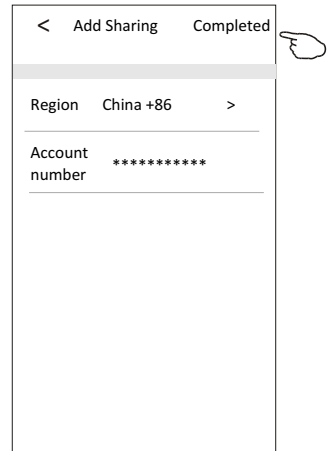 < Add Sharing Completed
Region China +86 >
Account
number ***********